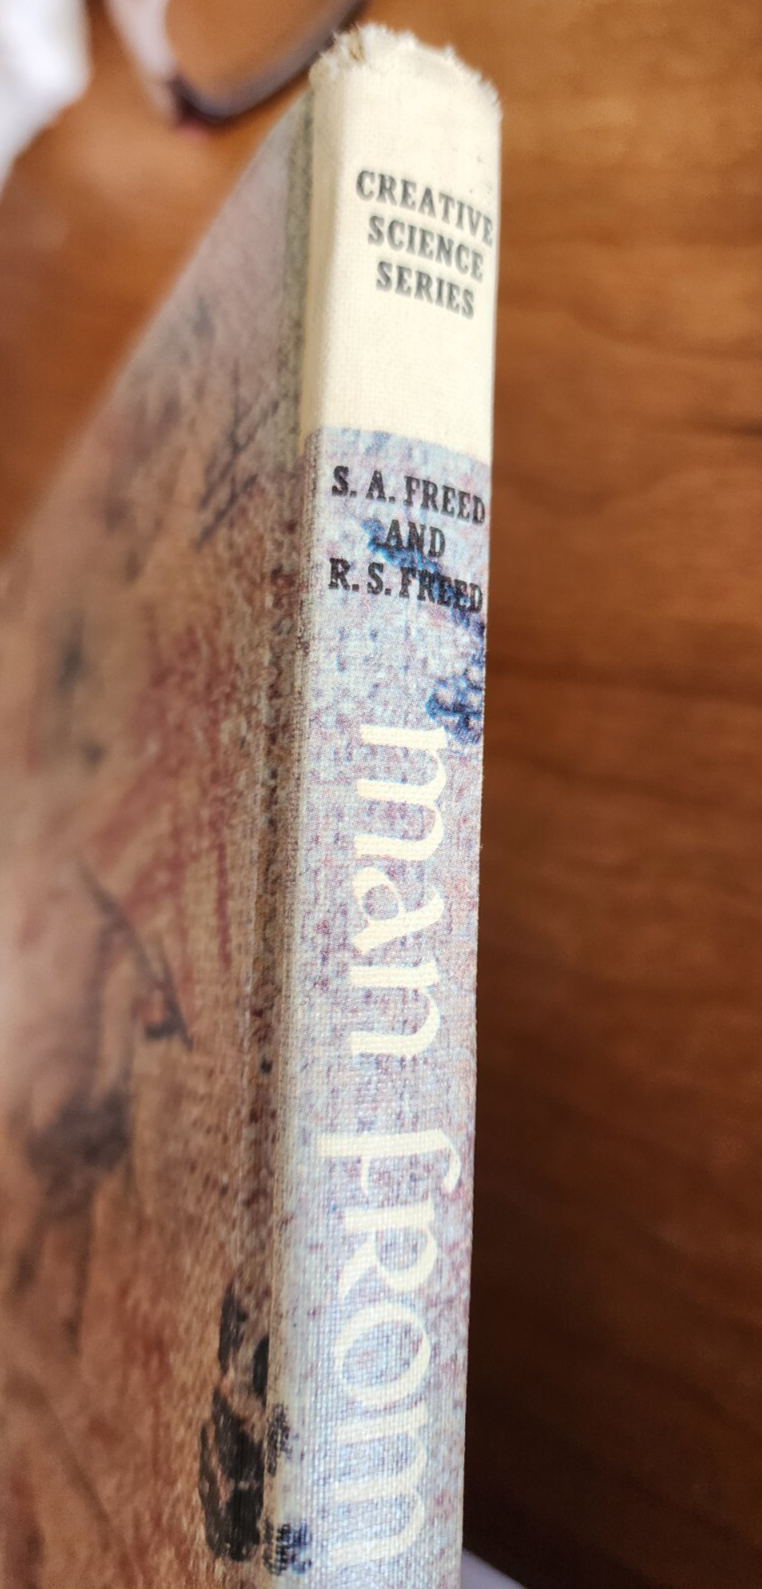 CREATIVE
SCIENCE
SERIES
S. A. FREED
AND
R. S. FREED
man from